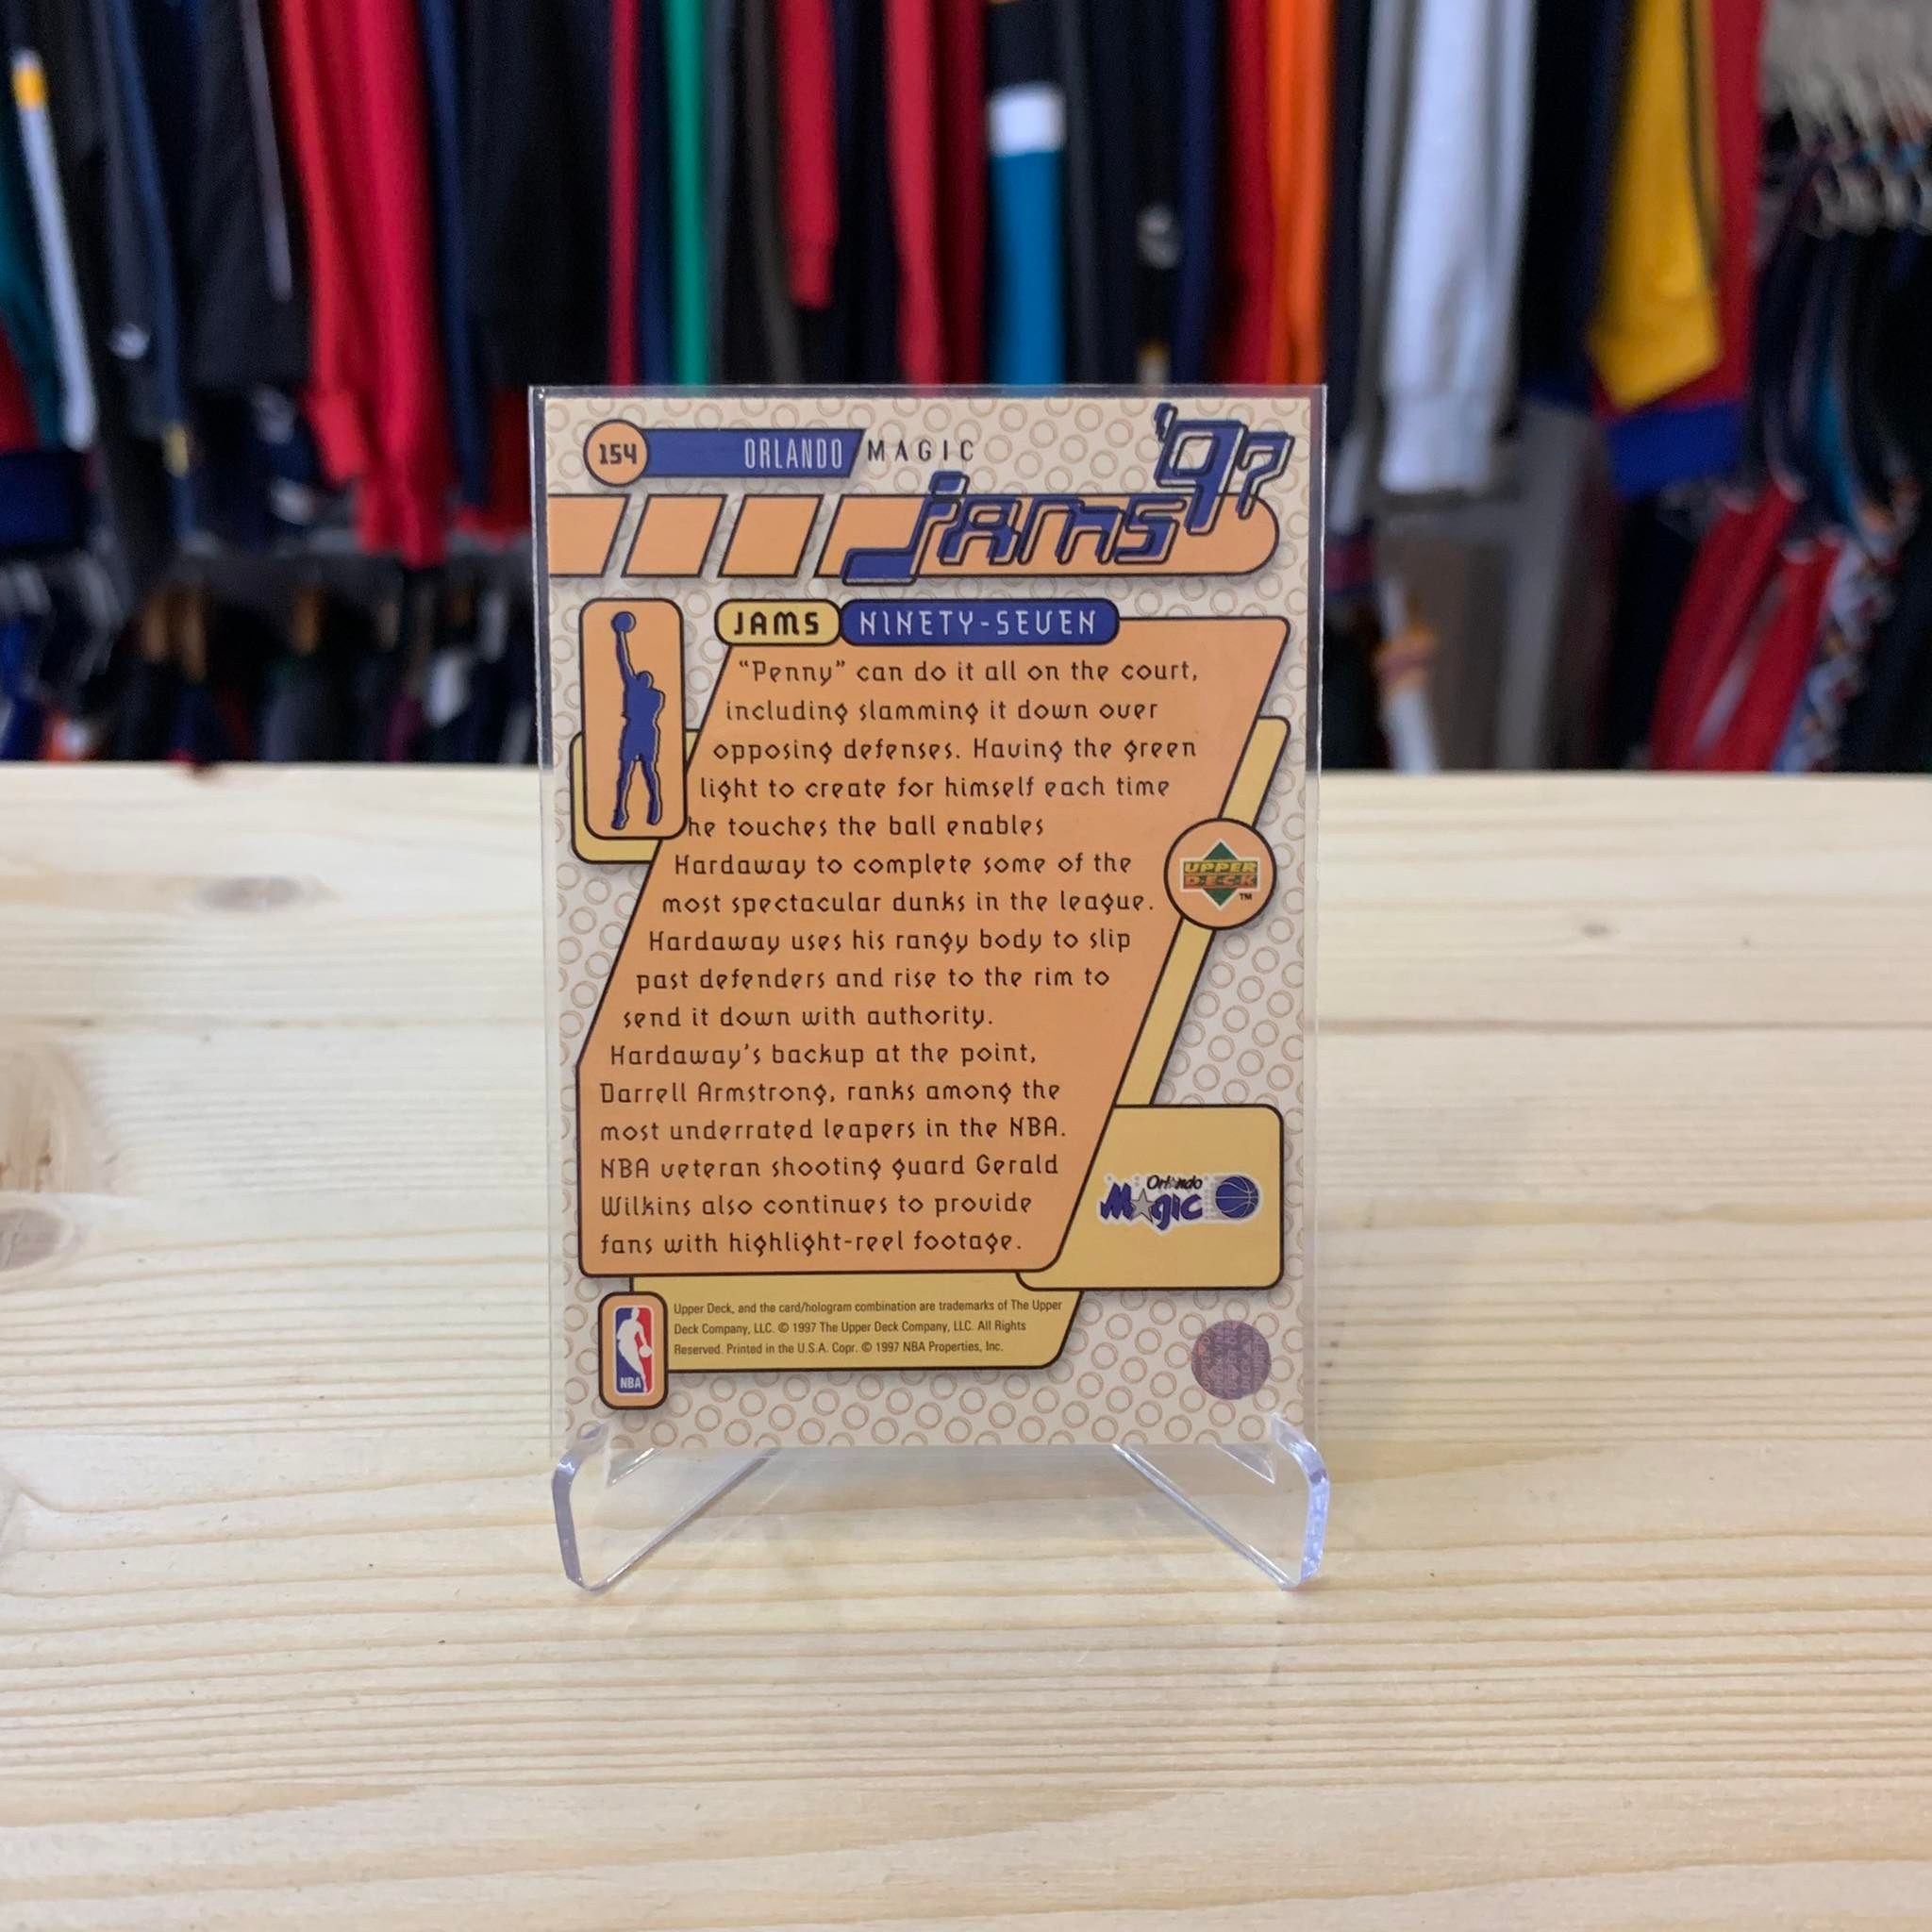 154
ORLANDO MAGIC
jams '97
JAMS NINETY-SEVEN
“Penny” can do it all on the court,
including slamming it down over
opposing defenses. Having the green
light to create for himself each time
he touches the ball enables
Hardaway to complete some of the
most spectacular dunks in the league.
Hardaway uses his rangy body to slip
past defenders and rise to the rim to
send it down with authority.
Hardaway's backup at the point,
Darrell Armstrong, ranks among the
most underrated leapers in the NBA.
NBA veteran shooting guard Gerald
Wilkins also continues to provide
fans with highlight-reel footage.
UPPER
DECK
TM
Orlando
Magic
NBA
Upper Deck, and the card/hologram combination are trademarks of The Upper
Deck Company, LLC. © 1997 The Upper Deck Company, LLC. All Rights
Reserved. Printed in the U.S.A. Copr. © 1997 NBA Properties, Inc.